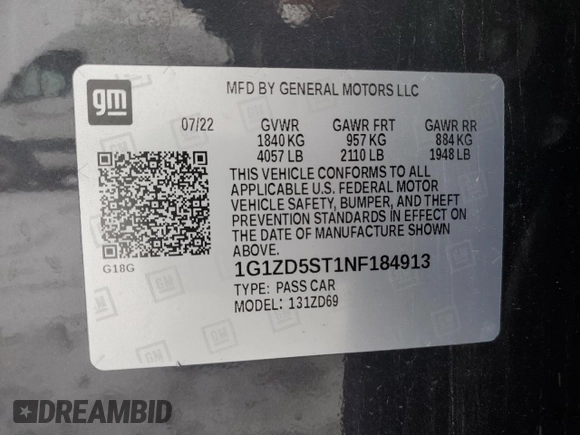 gm
MFD BY GENERAL MOTORS LLC
07/22 GVWR GAWR FRT GAWR RR
1840 KG 957 KG 884 KG
4057 LB 2110 LB 1948 LB
THIS VEHICLE CONFORMS TO ALL
APPLICABLE U.S. FEDERAL MOTOR
VEHICLE SAFETY, BUMPER, AND THEFT
PREVENTION STANDARDS IN EFFECT ON
THE DATE OF MANUFACTURE SHOWN
ABOVE.
G18G
1G1ZD5ST1NF184913
TYPE: PASS CAR
MODEL: 131ZD69
DREAMBID